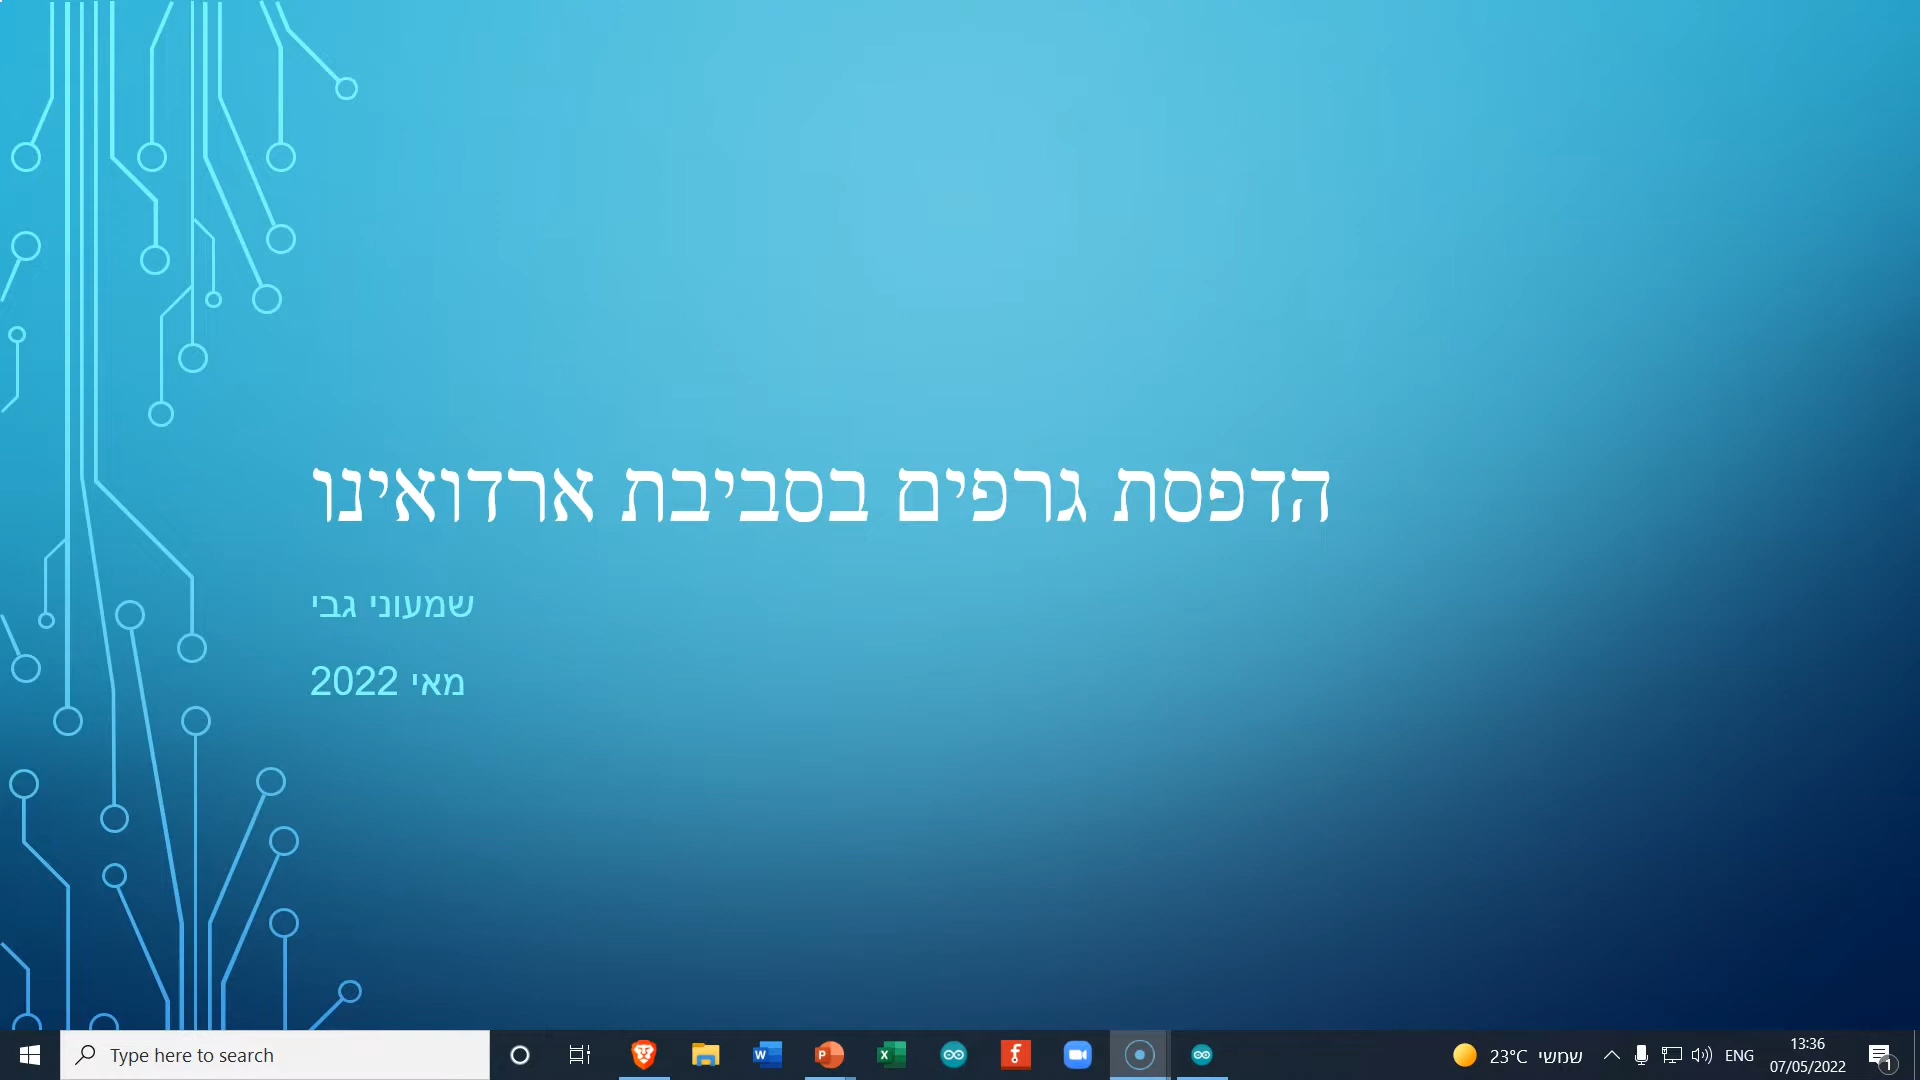 הדפסת גרפים בסביבת ארדואינו
שמעוני גבי
מאי 2022
Type here to search
23°C שמשי
ENG
13:36
07/05/2022
1